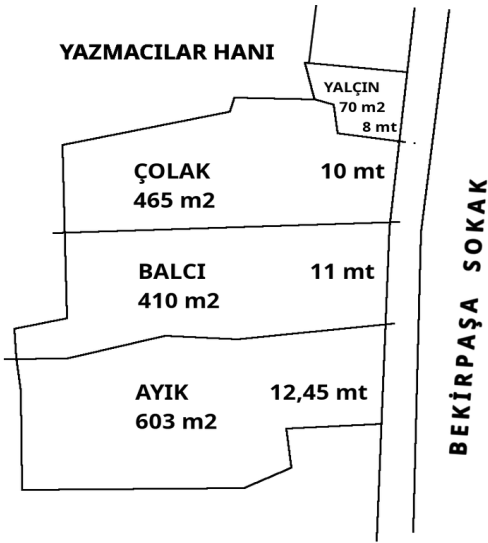 YAZMACILAR HANI
YALÇIN
70 m2
8 mt
ÇOLAK 10 mt
465 m2
BALCI 11 mt
410 m2
AYIK 12,45 mt
603 m2
BEKİRPAŞA SOKAK